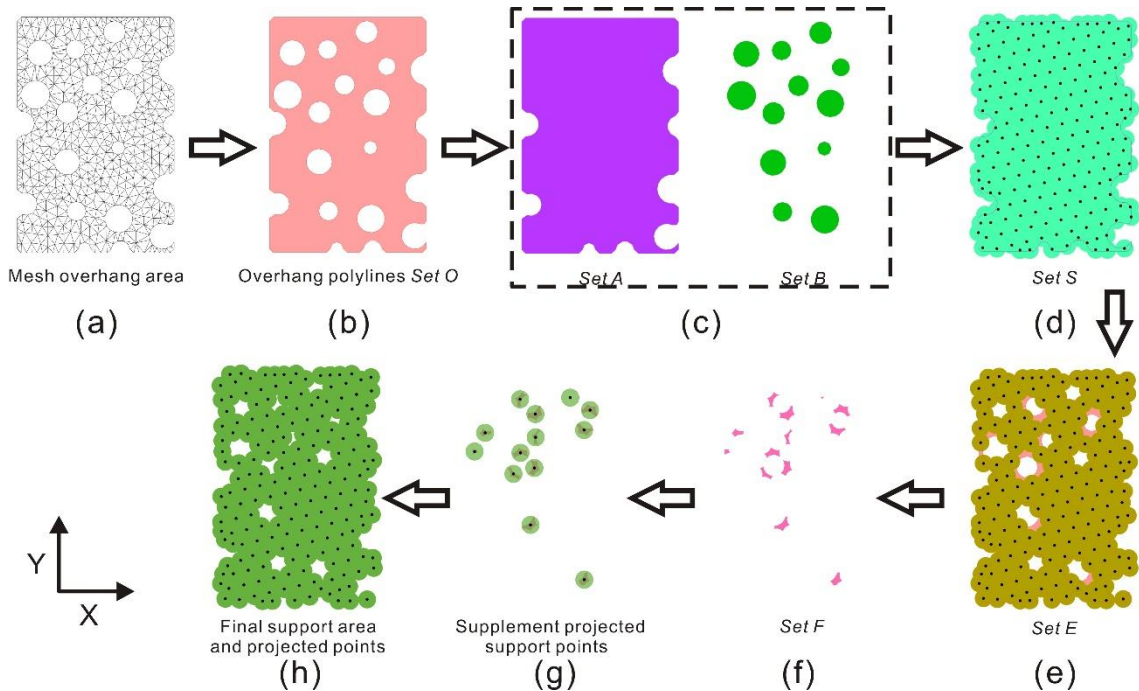 Mesh overhang area
Overhang polylines Set O
Set A
Set B
Set S
(a)
(b)
(c)
(d)
Y
X
Final support area
and projected points
Supplement projected
support points
Set F
Set E
(h)
(g)
(f)
(e)